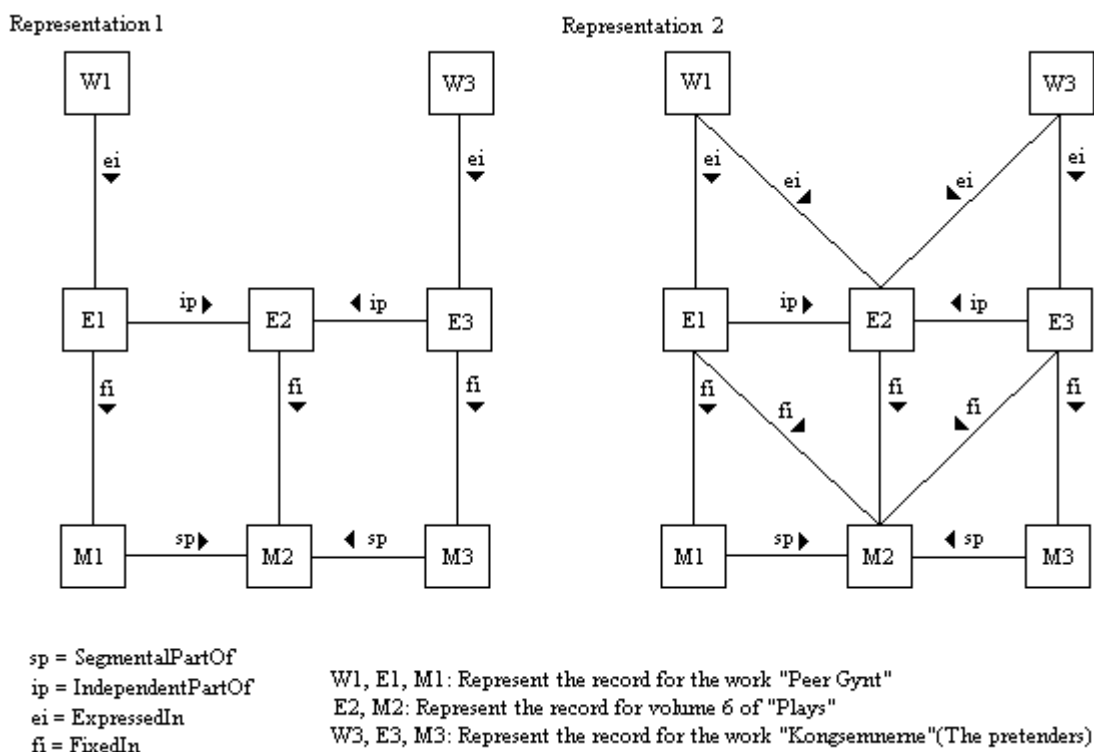 Representation 1
Representation 2
W1
W3
W1
W3
ei
ei
ei
ei
ei
ei
E1
ip
E2
ip
E3
E1
ip
E2
ip
E3
fi
fi
fi
fi
fi
fi
fi
fi
M1
sp
M2
sp
M3
M1
sp
M2
sp
M3
sp = SegmentalPartOf
ip = IndependentPartOf
ei = ExpressedIn
fi = FixedIn
W1, E1, M1: Represent the record for the work "Peer Gynt"
E2, M2: Represent the record for volume 6 of "Plays"
W3, E3, M3: Represent the record for the work "Kongsemnerne"(The pretenders)